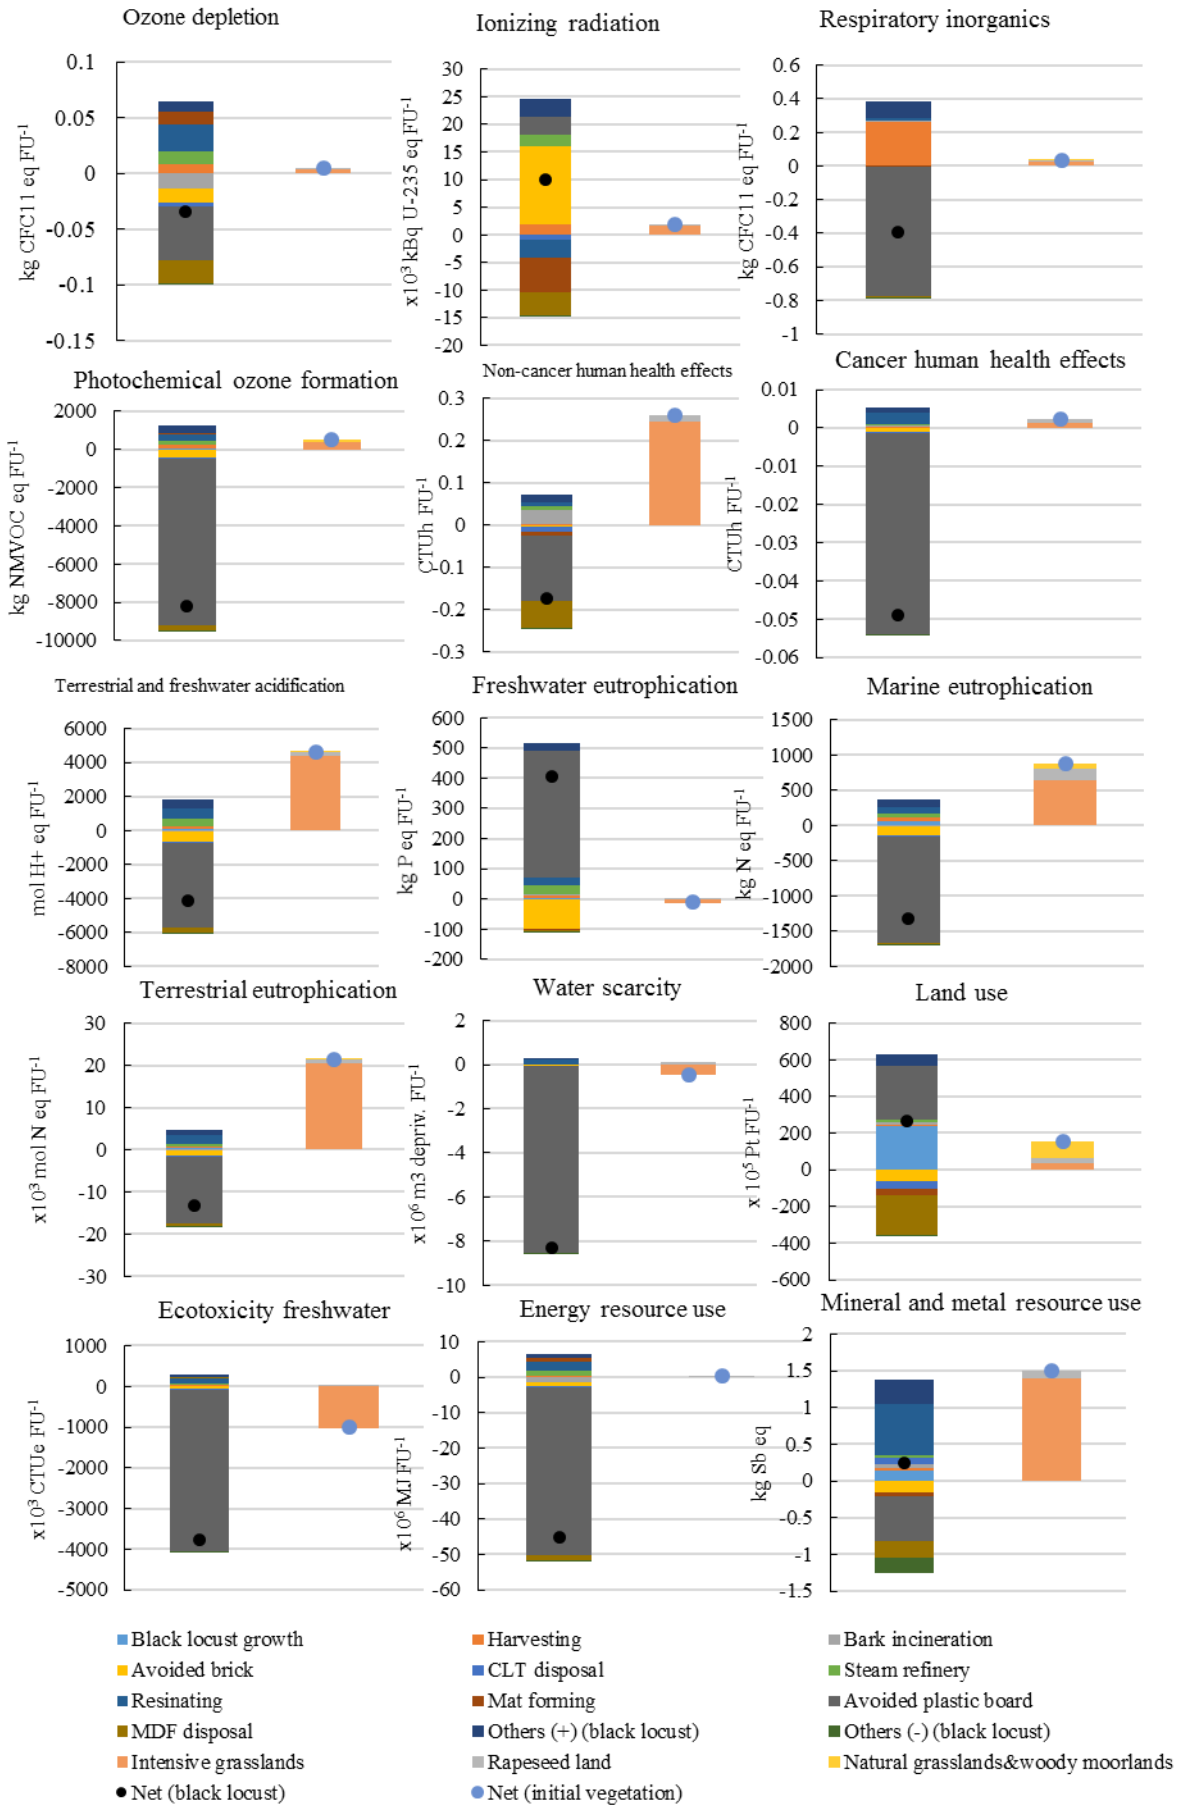 Ozone depletion
kg CFC11 eq FU-1
0.1
0.05
0
-0.05
-0.1
-0.15
Ionizing radiation
x10³ kBq U-235 eq FU-1
30
25
20
15
10
5
0
-5
-10
-15
-20
Respiratory inorganics
kg CFC11 eq FU-1
0.6
0.4
0.2
0
-0.2
-0.4
-0.6
-0.8
-1
Photochemical ozone formation
kg NMVOC eq FU-1
2000
0
-2000
-4000
-6000
-8000
-10000
Non-cancer human health effects
CTUh FU-1
0.3
0.2
0.1
0
-0.1
-0.2
-0.3
Cancer human health effects
CTUh FU-1
0.01
0
-0.01
-0.02
-0.03
-0.04
-0.05
-0.06
Terrestrial and freshwater acidification
mol H+ eq FU-1
6000
4000
2000
0
-2000
-4000
-6000
-8000
Freshwater eutrophication
kg P eq FU-1
600
500
400
300
200
100
0
-100
-200
Marine eutrophication
kg N eq FU-1
1500
1000
500
0
-500
-1000
-1500
-2000
Terrestrial eutrophication
x10³ mol N eq FU-1
30
20
10
0
-10
-20
-30
Water scarcity
x10⁶ m3 depriv. FU-1
2
0
-2
-4
-6
-8
-10
Land use
x10⁵ Pt FU-1
800
600
400
200
0
-200
-400
-600
Ecotoxicity freshwater
x10³ CTUe FU-1
1000
0
-1000
-2000
-3000
-4000
-5000
Energy resource use
x10⁶ MJ FU-1
10
0
-10
-20
-30
-40
-50
-60
Mineral and metal resource use
kg Sb eq
2
1.5
1
0.5
0
-0.5
-1
-1.5
Black locust growth
Harvesting
Bark incineration
Avoided brick
CLT disposal
Steam refinery
Resinating
Mat forming
Avoided plastic board
MDF disposal
Others (+) (black locust)
Others (-) (black locust)
Intensive grasslands
Rapeseed land
Natural grasslands&woody moorlands
Net (black locust)
Net (initial vegetation)